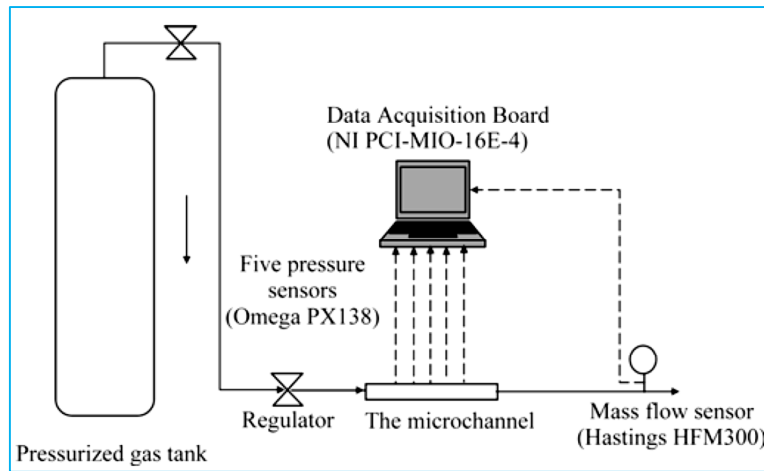 Data Acquisition Board
(NI PCI-MIO-16E-4)
Five pressure
sensors
(Omega PX138)
Regulator
The microchannel
Mass flow sensor
(Hastings HFM300)
Pressurized gas tank